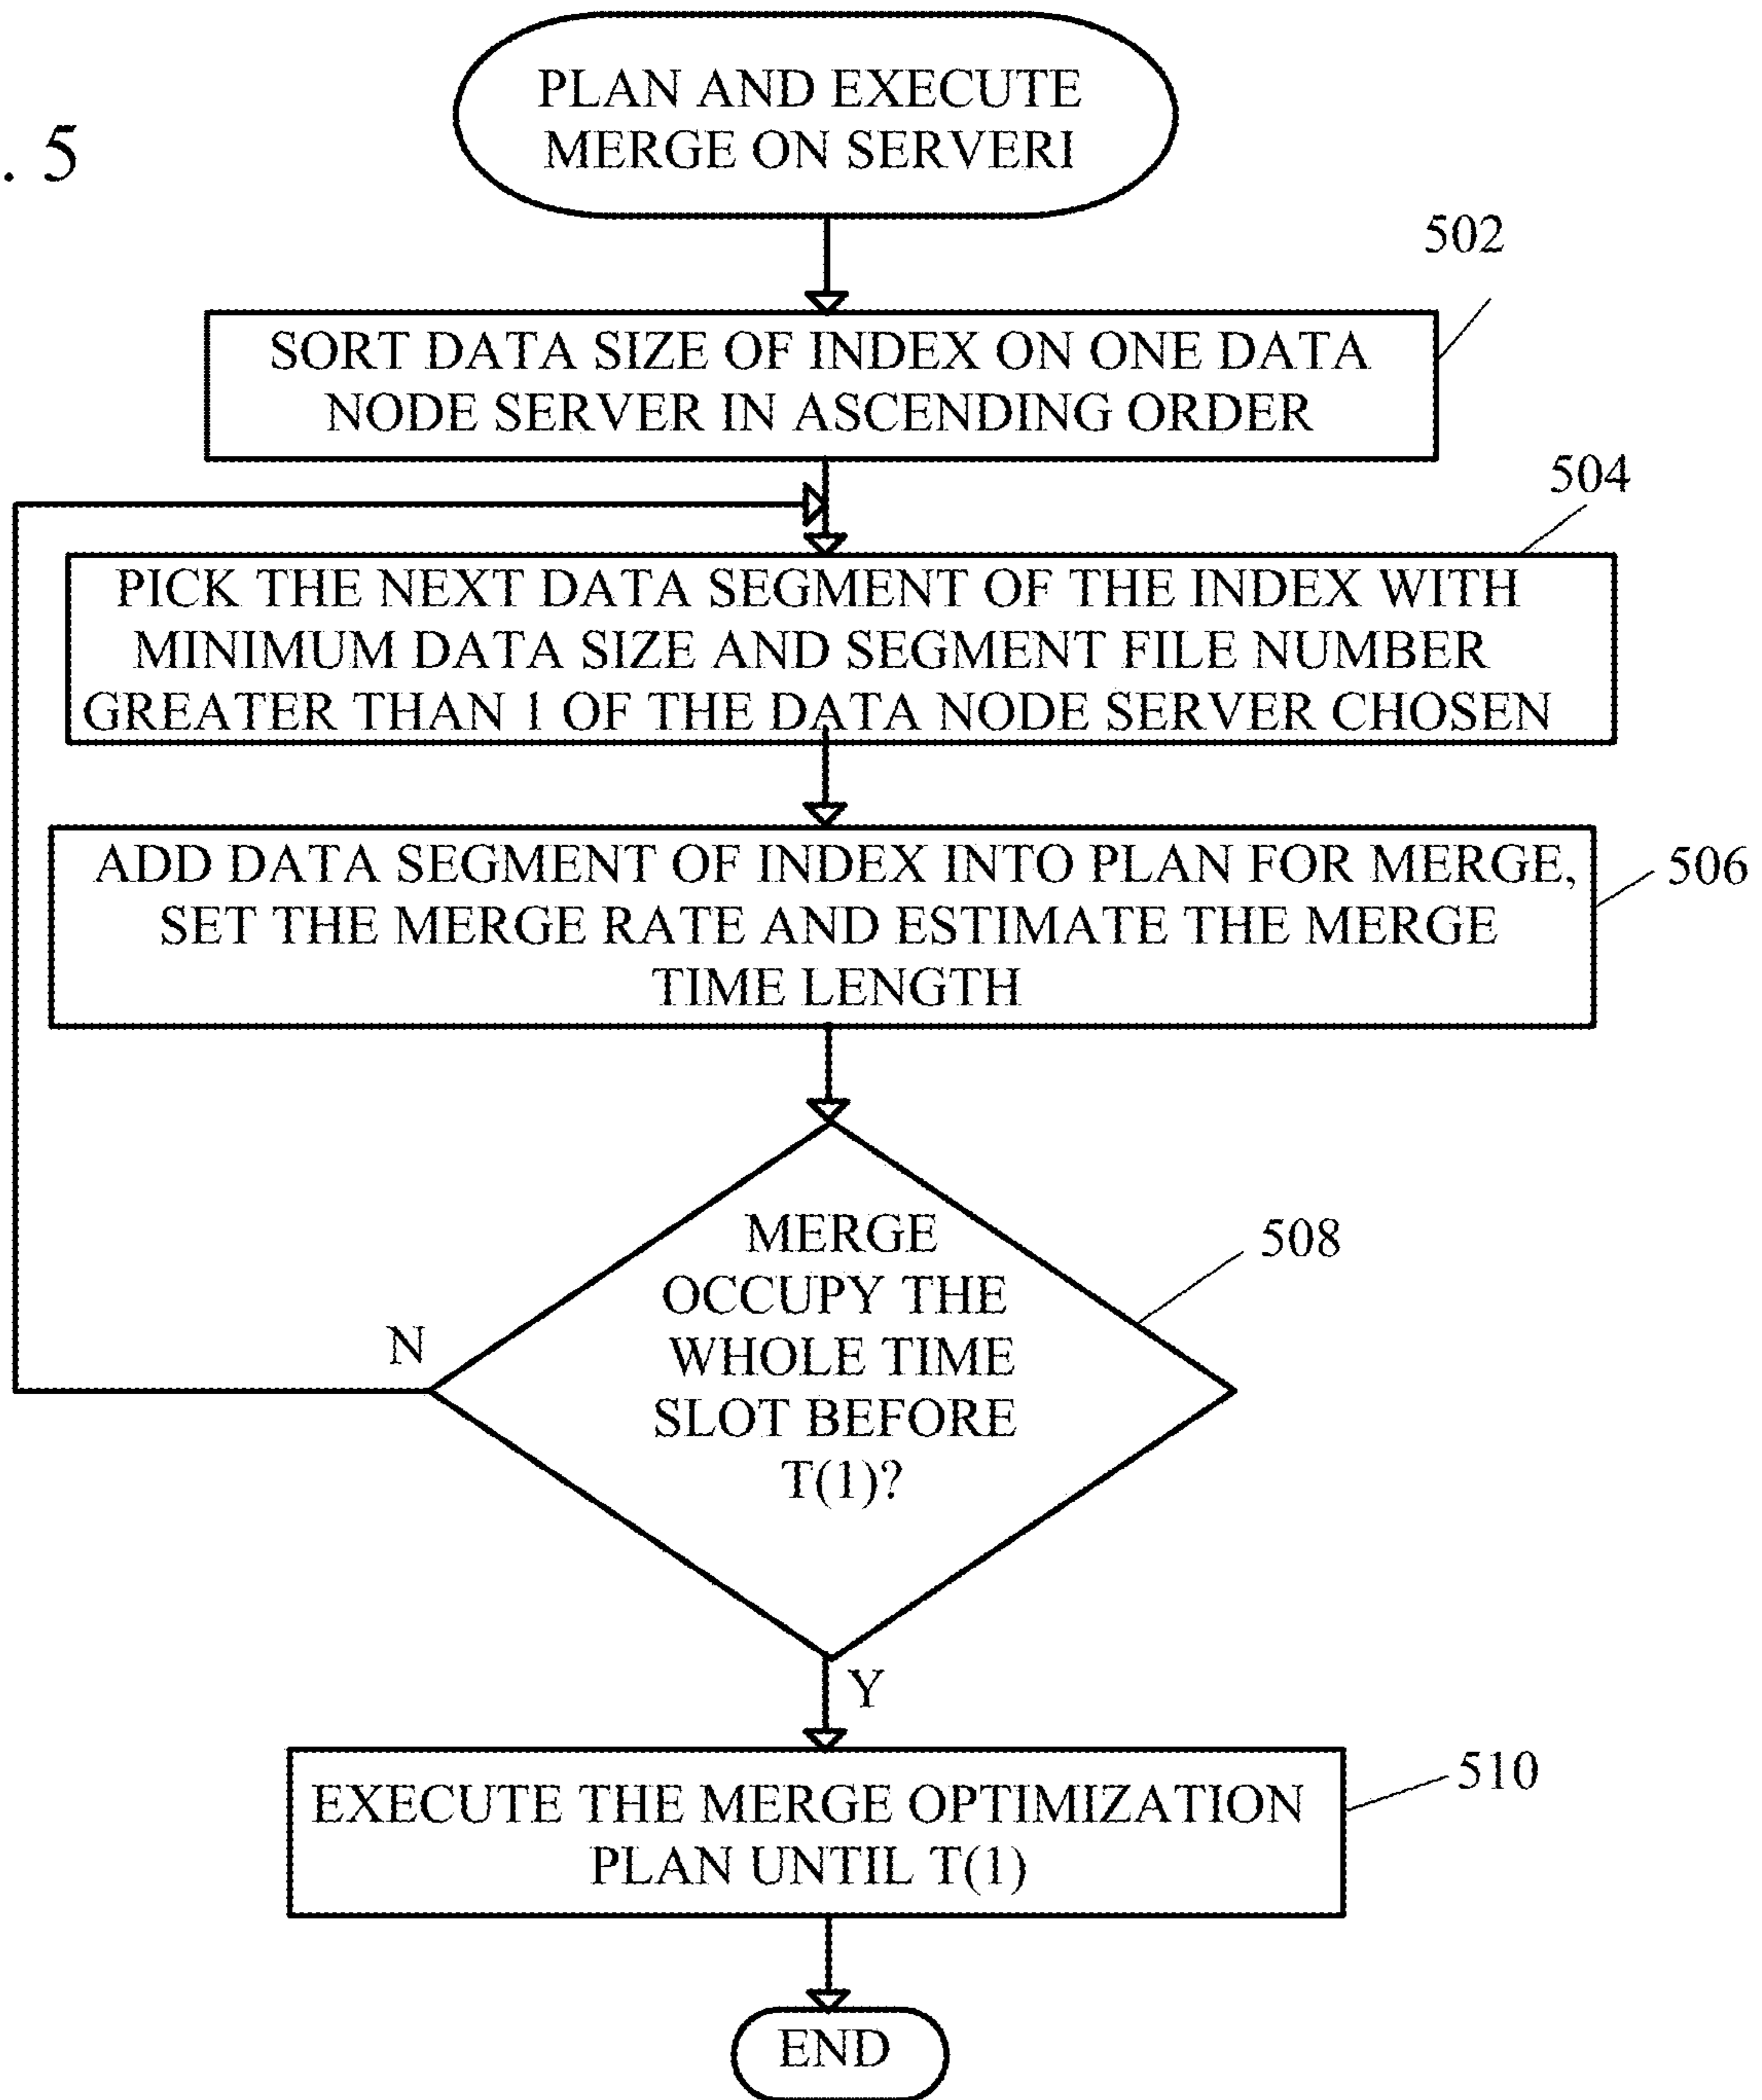 . 5
PLAN AND EXECUTE
MERGE ON SERVERI
502
SORT DATA SIZE OF INDEX ON ONE DATA
NODE SERVER IN ASCENDING ORDER
504
PICK THE NEXT DATA SEGMENT OF THE INDEX WITH
MINIMUM DATA SIZE AND SEGMENT FILE NUMBER
GREATER THAN 1 OF THE DATA NODE SERVER CHOSEN
ADD DATA SEGMENT OF INDEX INTO PLAN FOR MERGE,
SET THE MERGE RATE AND ESTIMATE THE MERGE
TIME LENGTH
506
MERGE
OCCUPY THE
WHOLE TIME
SLOT BEFORE
T(1)?
508
N
Y
EXECUTE THE MERGE OPTIMIZATION
PLAN UNTIL T(1)
510
END